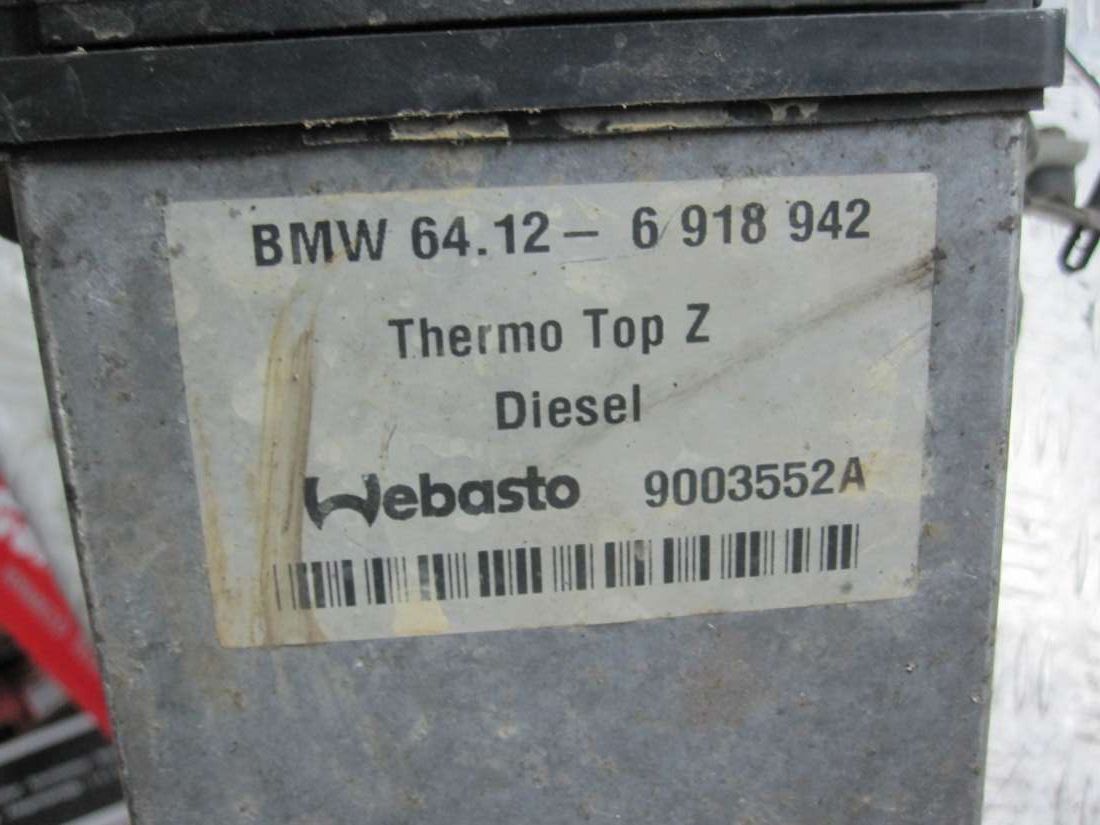 BMW 64.12 – 6 918 942
Thermo Top Z
Diesel
Webasto 9003552A